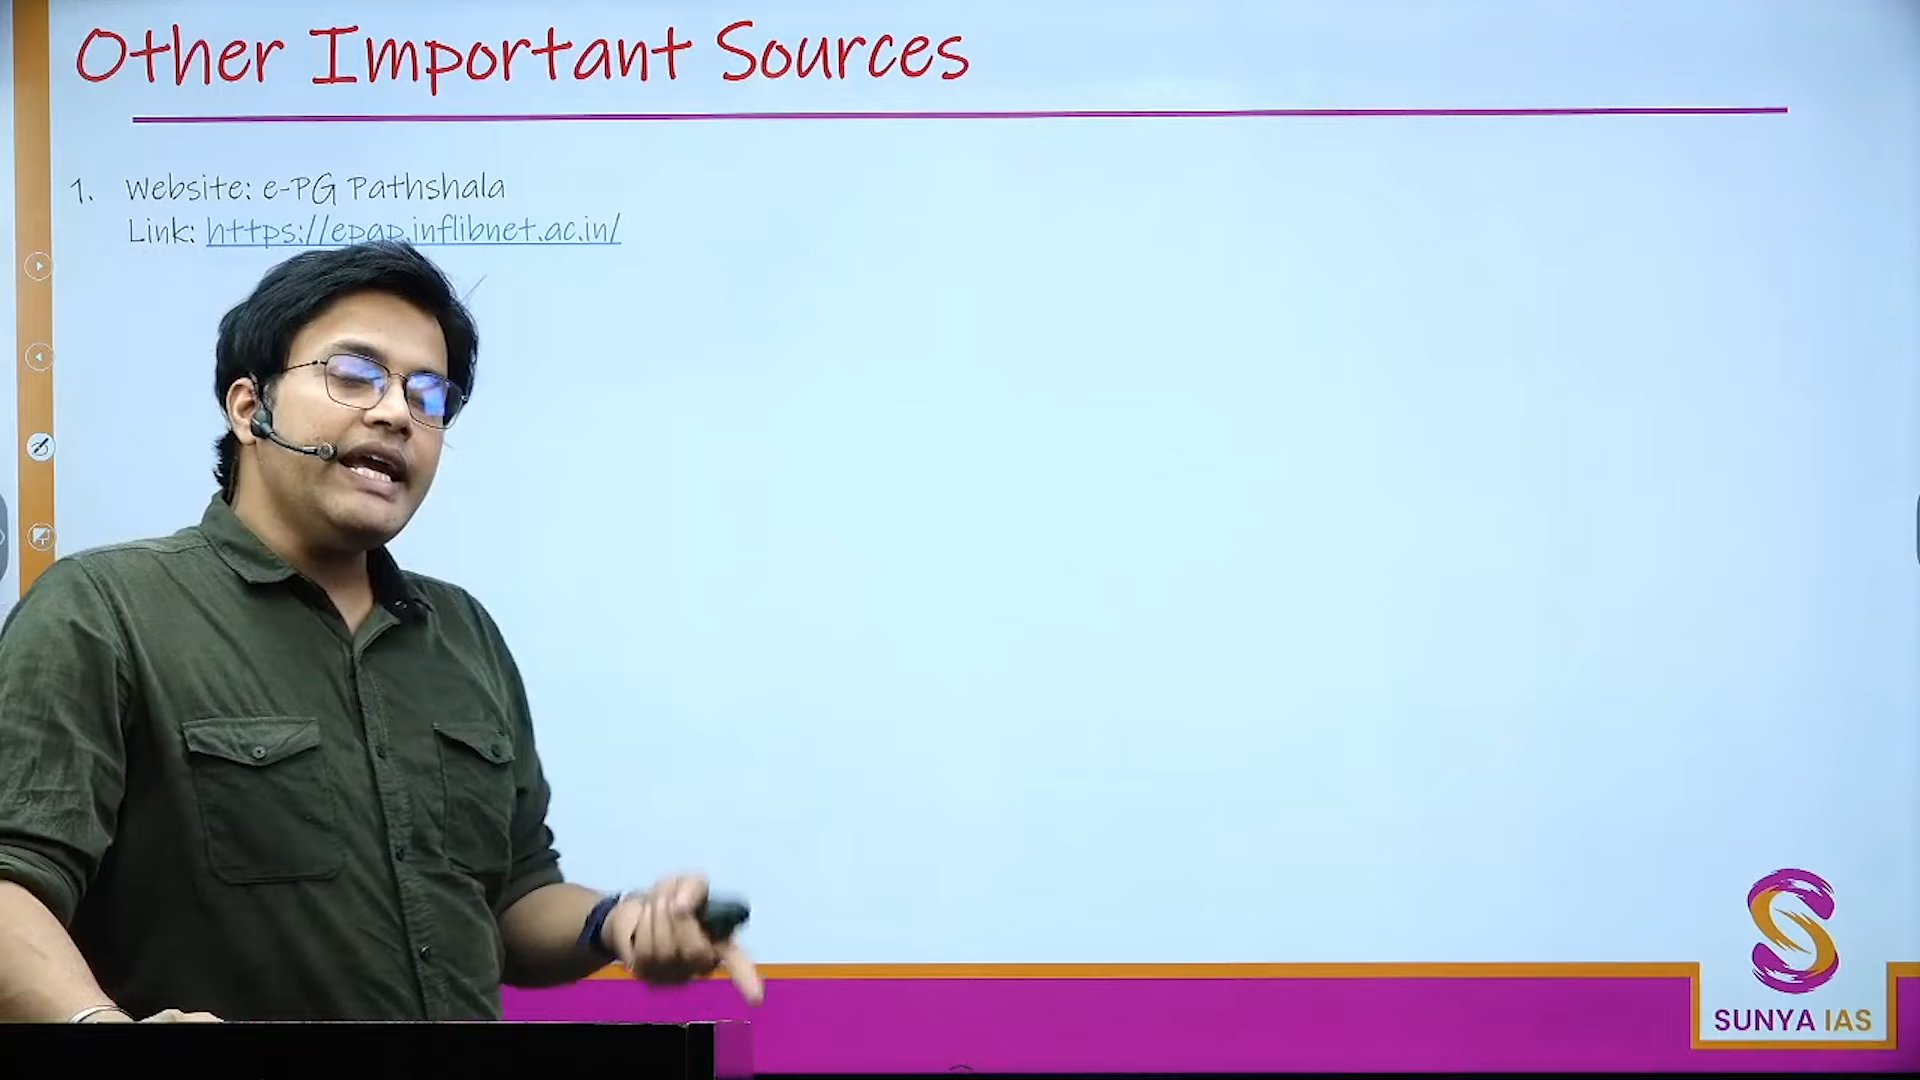 Other Important Sources
1. Website: e-PG Pathshala
Link: https://epgp.inflibnet.ac.in/
SUNYA IAS